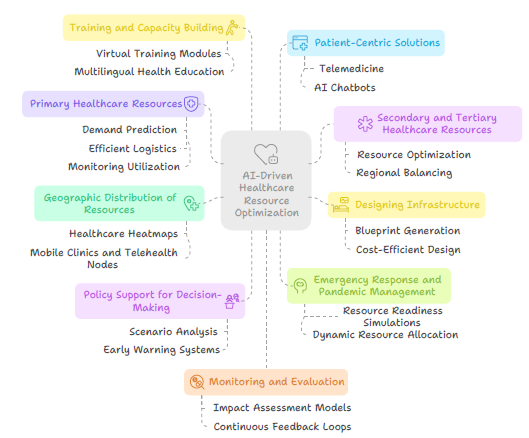 Training and Capacity Building
Virtual Training Modules
Multilingual Health Education
Primary Healthcare Resources
Demand Prediction
Efficient Logistics
Monitoring Utilization
Geographic Distribution of
Resources
Healthcare Heatmaps
Mobile Clinics and Telehealth
Nodes
Policy Support for Decision-
Making
Scenario Analysis
Early Warning Systems
AI-Driven
Healthcare
Resource
Optimization
Patient-Centric Solutions
Telemedicine
AI Chatbots
Secondary and Tertiary
Healthcare Resources
Resource Optimization
Regional Balancing
Designing Infrastructure
Blueprint Generation
Cost-Efficient Design
Emergency Response and
Pandemic Management
Resource Readiness
Simulations
Dynamic Resource Allocation
Monitoring and Evaluation
Impact Assessment Models
Continuous Feedback Loops